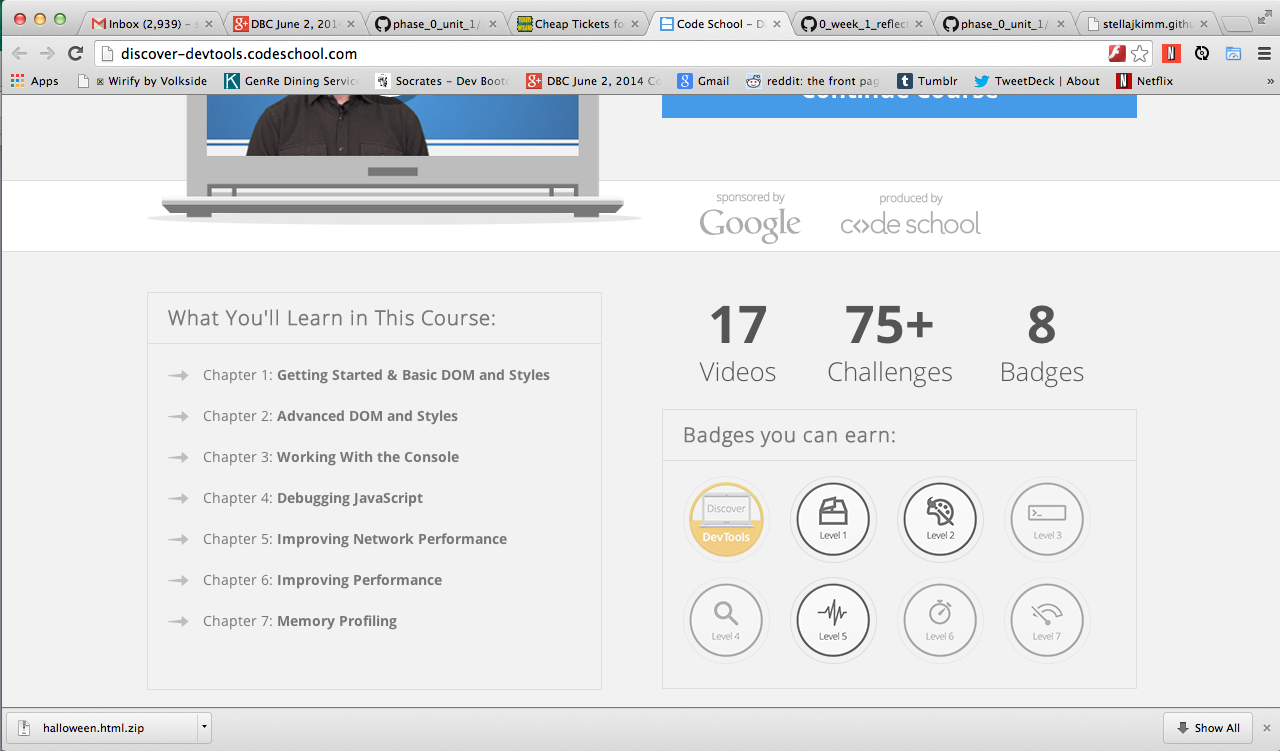 Inbox (2,939) – s
DBC June 2, 2014
phase_0_unit_1/
Cheap Tickets fo
Code School – Di
0_week_1_reflec
phase_0_unit_1/
stellajkimm.gith
discover-devtools.codeschool.com
Apps
Wirify by Volkside
GenRe Dining Service
Socrates – Dev Bootc
DBC June 2, 2014 Co
Gmail
reddit: the front pag
Tumblr
TweetDeck | About
Netflix
»
Continue Course
sponsored by
Google
produced by
code school
What You'll Learn in This Course:
Chapter 1: Getting Started & Basic DOM and Styles
Chapter 2: Advanced DOM and Styles
Chapter 3: Working With the Console
Chapter 4: Debugging JavaScript
Chapter 5: Improving Network Performance
Chapter 6: Improving Performance
Chapter 7: Memory Profiling
17
Videos
75+
Challenges
8
Badges
Badges you can earn:
Discover
DevTools
Level 1
Level 2
Level 3
Level 4
Level 5
Level 6
Level 7
halloween.html.zip
Show All